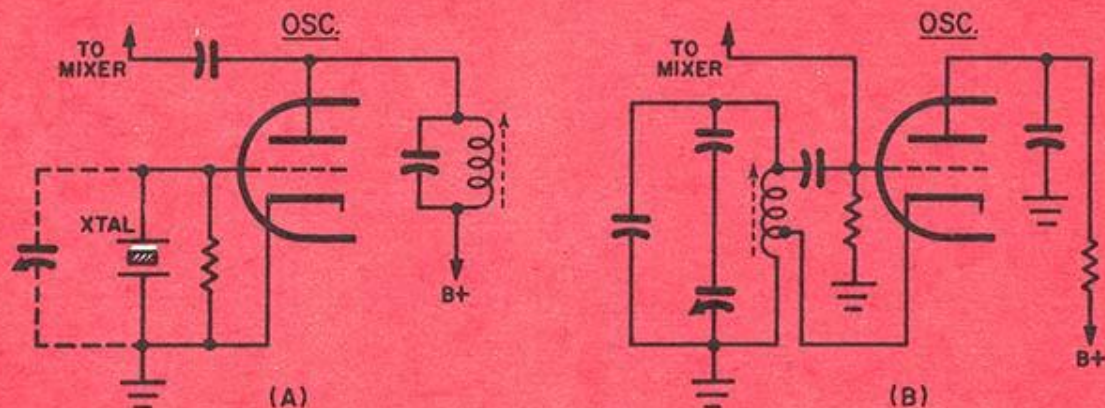 OSC.
TO
MIXER
XTAL
B+
(A)
OSC.
TO
MIXER
B+
(B)